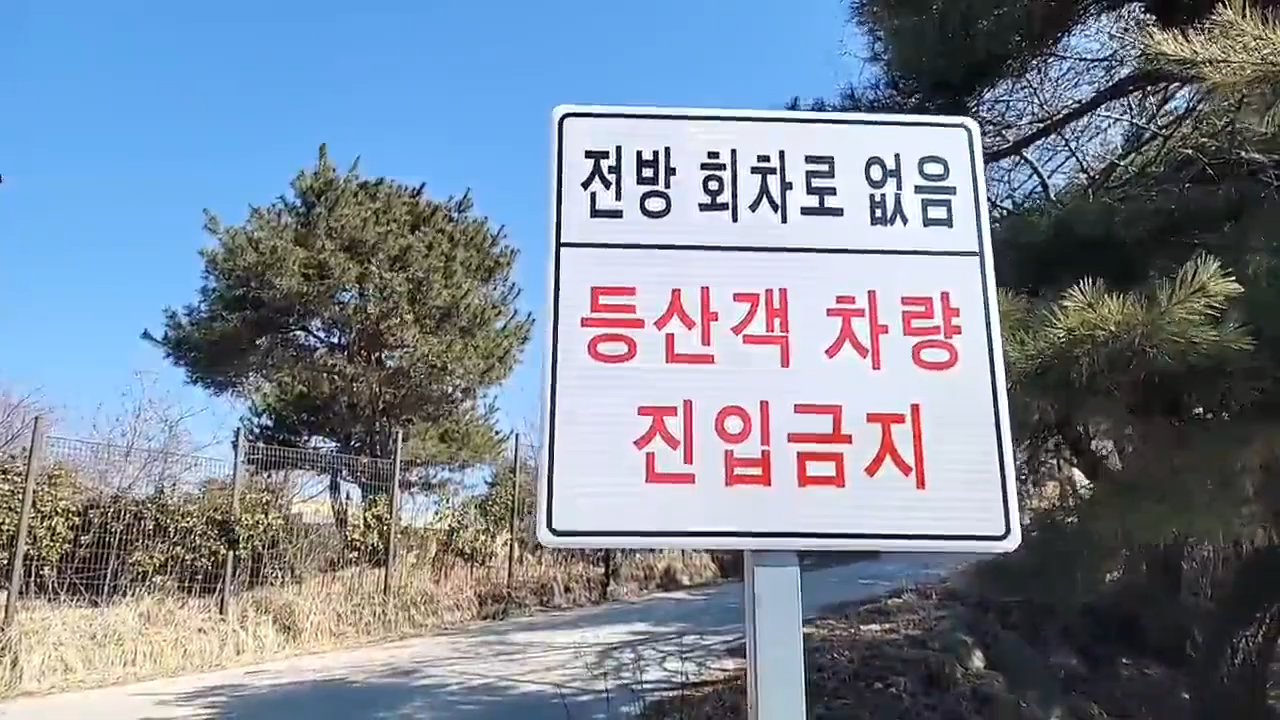 전방 회차로 없음
등산객 차량
진입금지